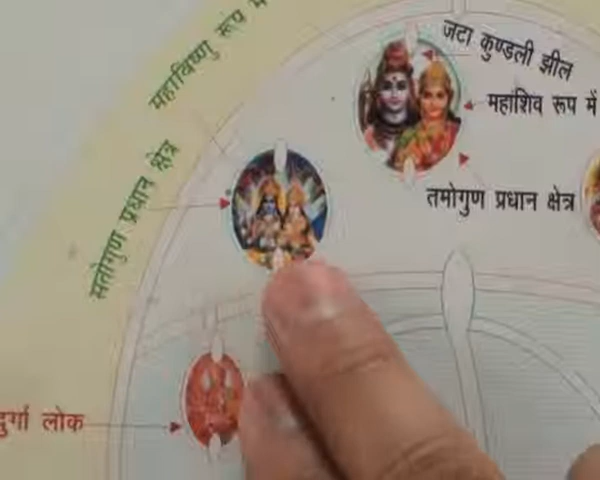 महाविष्णु रूप में
जटा कुण्डली झील
महाशिव रूप में
सतोगुण प्रधान क्षेत्र
तमोगुण प्रधान क्षेत्र
दुर्गा लोक